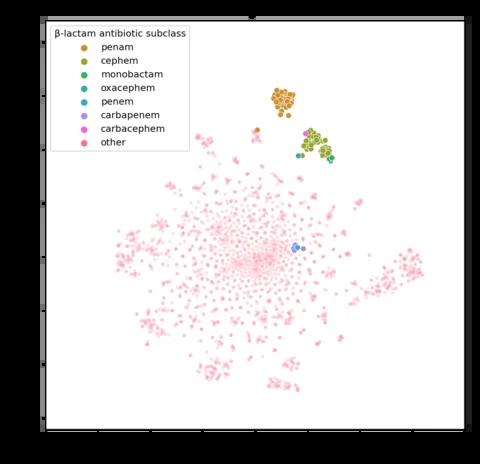 β-lactam antibiotic subclass
penam
cephem
monobactam
oxacephem
penem
carbapenem
carbacephem
other